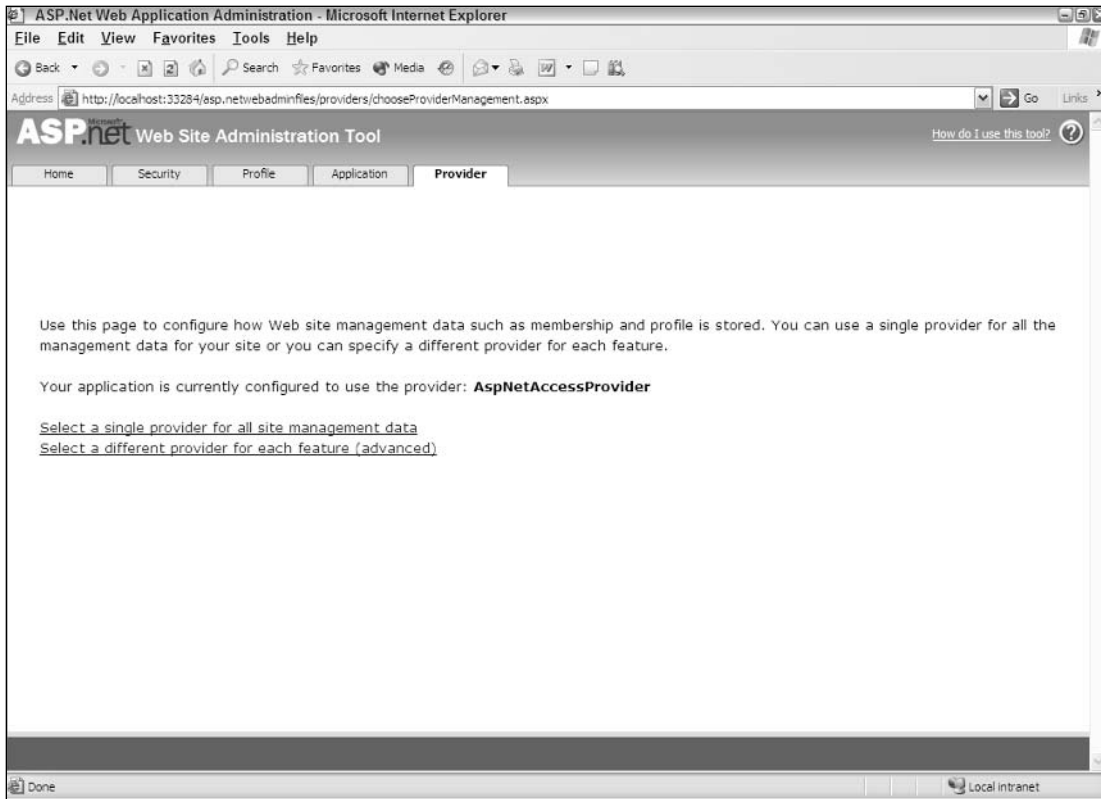 ASP.Net Web Application Administration - Microsoft Internet Explorer
File Edit View Favorites Tools Help
Back Search Favorites Media
Address http://localhost:33284/asp.netwebadminfiles/providers/chooseProviderManagement.aspx Go Links
Microsoft
ASP.net Web Site Administration Tool How do I use this tool? ?
Home Security Profile Application Provider
Use this page to configure how Web site management data such as membership and profile is stored. You can use a single provider for all the
management data for your site or you can specify a different provider for each feature.
Your application is currently configured to use the provider: AspNetAccessProvider
Select a single provider for all site management data
Select a different provider for each feature (advanced)
Done Local intranet